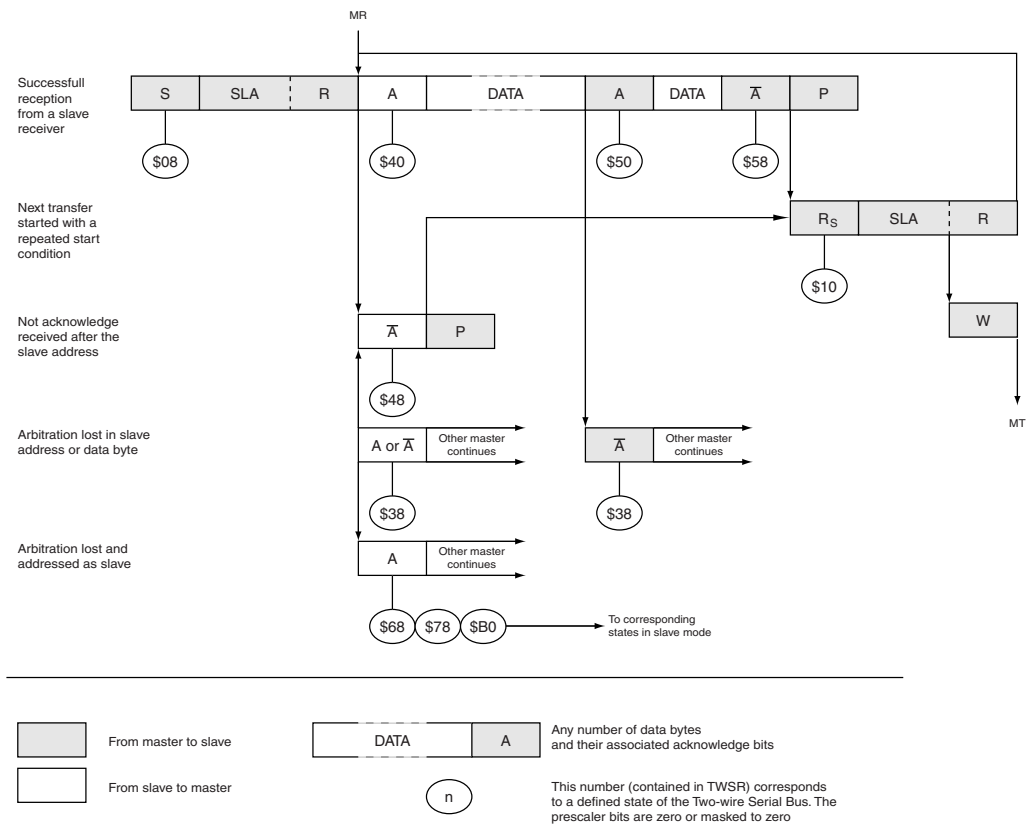 MR
Successfull
reception
from a slave
receiver
S SLA R A DATA A DATA A̅ P
$08 $40 $50 $58
Next transfer
started with a
repeated start
condition
RS SLA R
$10
Not acknowledge
received after the
slave address
A̅ P
W
$48
MT
Arbitration lost in slave
address or data byte
A or A̅
Other master
continues
A̅
Other master
continues
$38 $38
Arbitration lost and
addressed as slave
A
Other master
continues
$68 $78 $B0
To corresponding
states in slave mode
From master to slave
DATA A
Any number of data bytes
and their associated acknowledge bits
From slave to master
n
This number (contained in TWSR) corresponds
to a defined state of the Two-wire Serial Bus. The
prescaler bits are zero or masked to zero